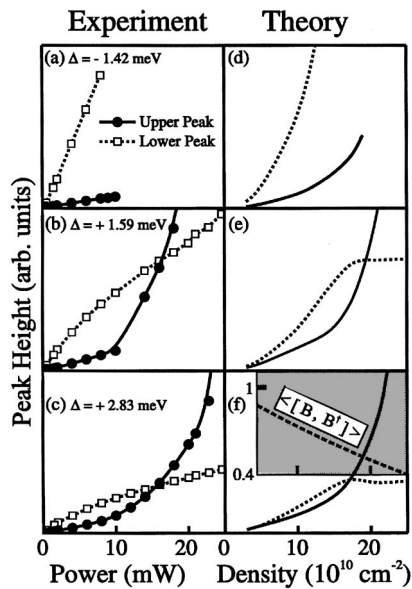 Experiment Theory
(a) Δ = - 1.42 meV
(d)
Upper Peak
Lower Peak
(b) Δ = + 1.59 meV
(e)
Peak Height (arb. units)
(c) Δ = + 2.83 meV
(f)
1
<[B, B†]>
0.4
0 10 20 0 10 20
Power (mW) Density (10¹⁰ cm⁻²)